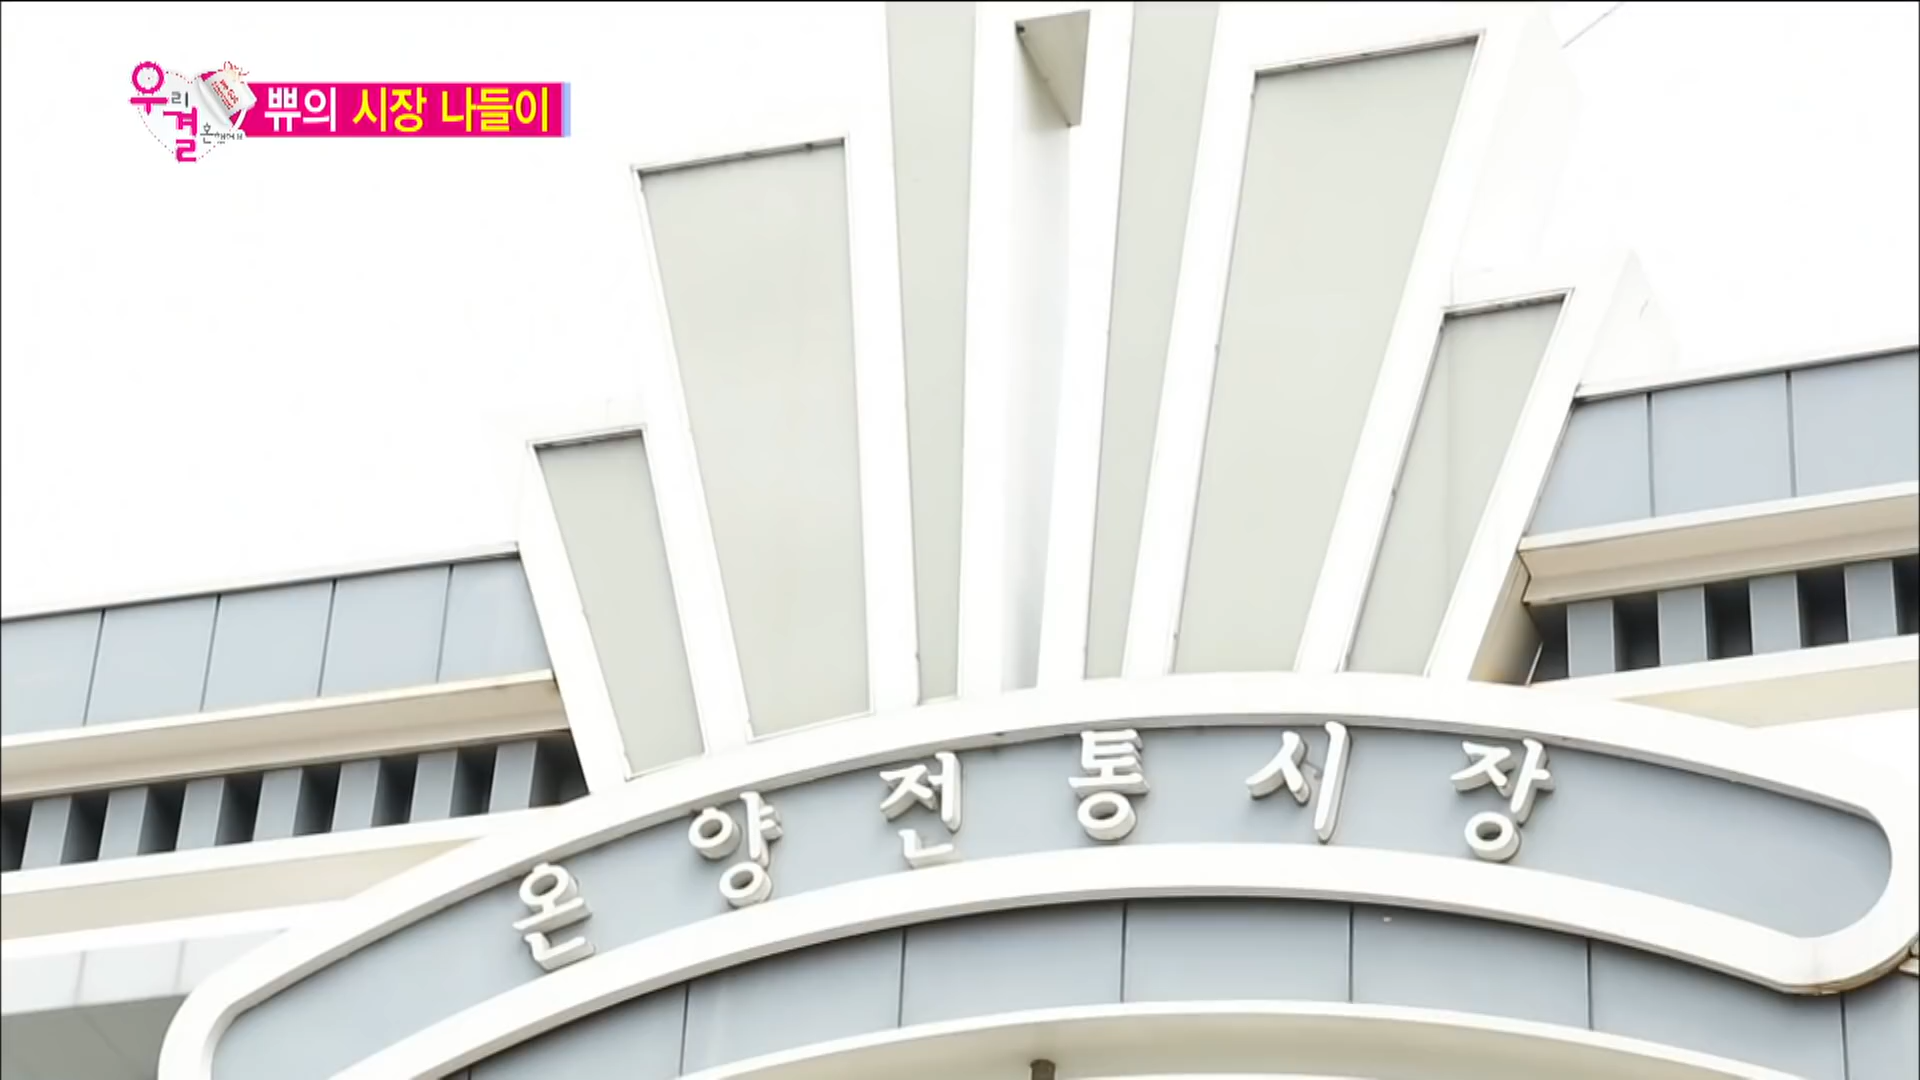 우리 결혼했어요
쀼의 시장 나들이
온양전통시장